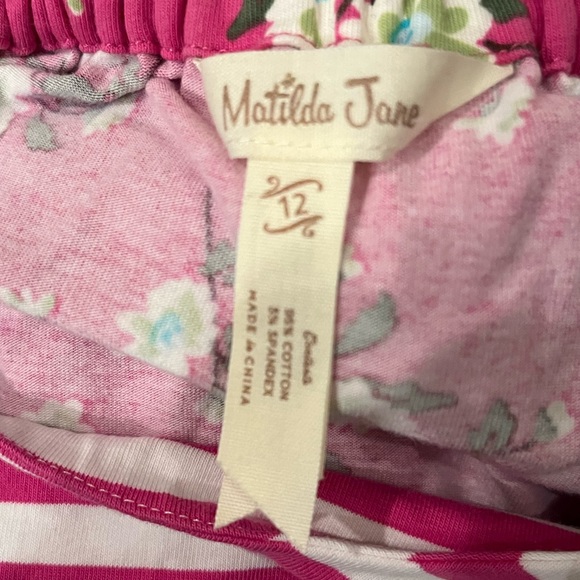 Matilda Jane
12
Contents
95% COTTON
5% SPANDEX
MADE in CHINA